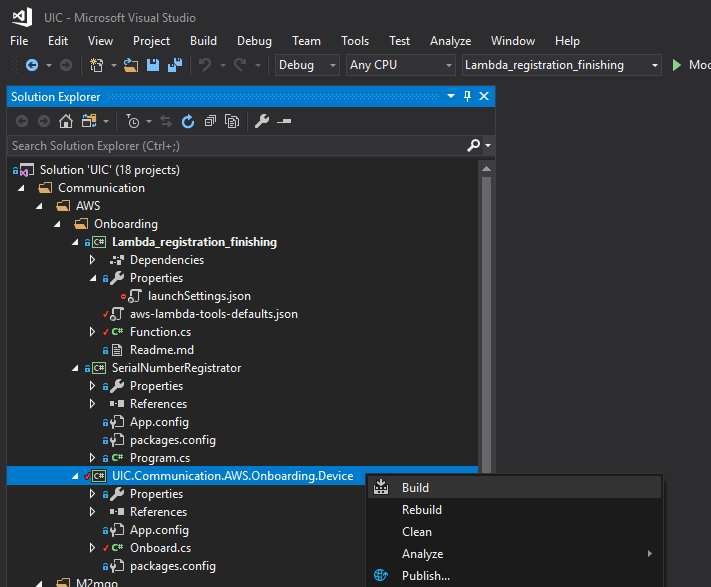 UIC - Microsoft Visual Studio
File Edit View Project Build Debug Team Tools Test Analyze Window Help
Debug Any CPU Lambda_registration_finishing
Solution Explorer
Search Solution Explorer (Ctrl+;)
Solution 'UIC' (18 projects)
Communication
AWS
Onboarding
C# Lambda_registration_finishing
Dependencies
Properties
launchSettings.json
aws-lambda-tools-defaults.json
C# Function.cs
Readme.md
C# SerialNumberRegistrator
Properties
References
App.config
packages.config
C# Program.cs
C# UIC.Communication.AWS.Onboarding.Device
Properties
References
App.config
C# Onboard.cs
packages.config
M2mgo
Build
Rebuild
Clean
Analyze
Publish...